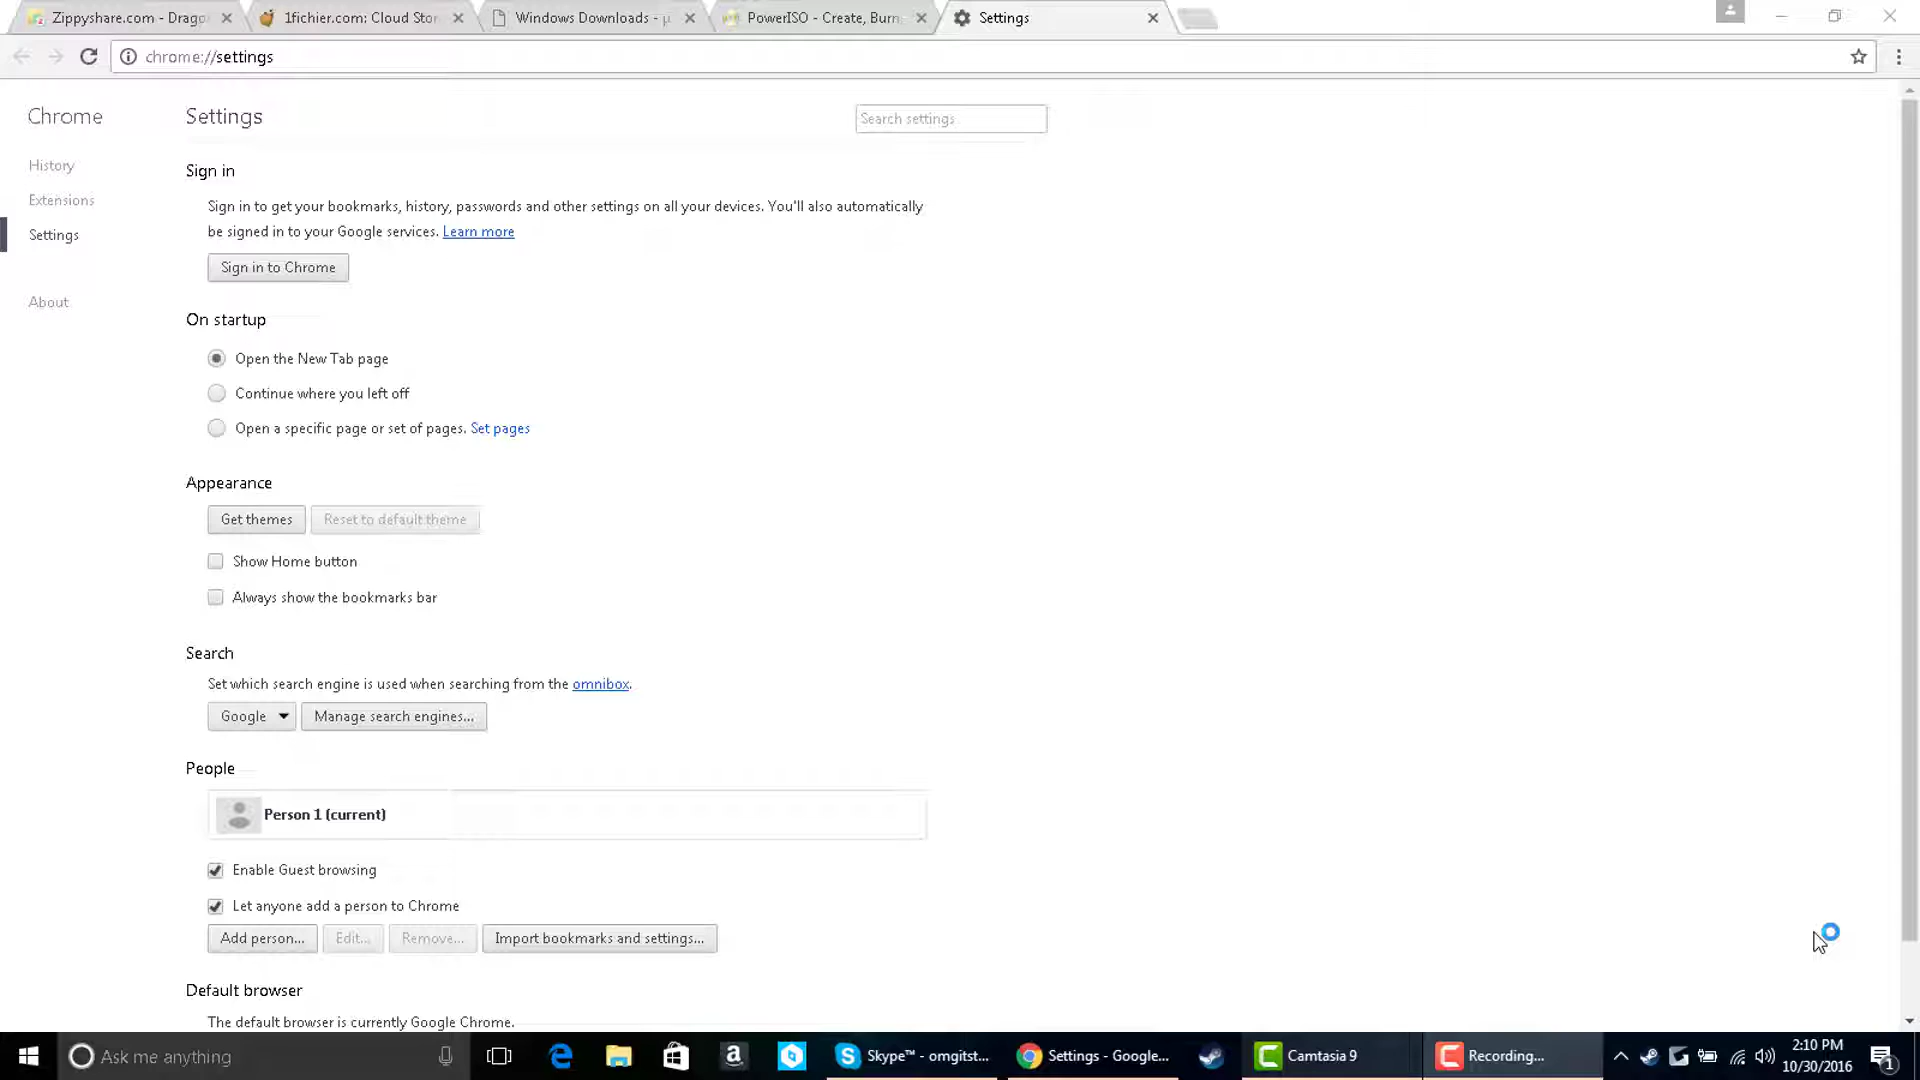 Zippyshare.com - Drago
1fichier.com: Cloud Stor
Windows Downloads - µ
PowerISO - Create, Burn
Settings
chrome://settings
Chrome
Settings
Search settings
History
Extensions
Settings
About
Sign in
Sign in to get your bookmarks, history, passwords and other settings on all your devices. You'll also automatically
be signed in to your Google services. Learn more
Sign in to Chrome
On startup
Open the New Tab page
Continue where you left off
Open a specific page or set of pages. Set pages
Appearance
Get themes
Reset to default theme
Show Home button
Always show the bookmarks bar
Search
Set which search engine is used when searching from the omnibox.
Google
Manage search engines...
People
Person 1 (current)
Enable Guest browsing
Let anyone add a person to Chrome
Add person...
Edit...
Remove...
Import bookmarks and settings...
Default browser
The default browser is currently Google Chrome.
Ask me anything
Skype™ - omgitst...
Settings - Google...
Camtasia 9
Recording...
2:10 PM
10/30/2016
1